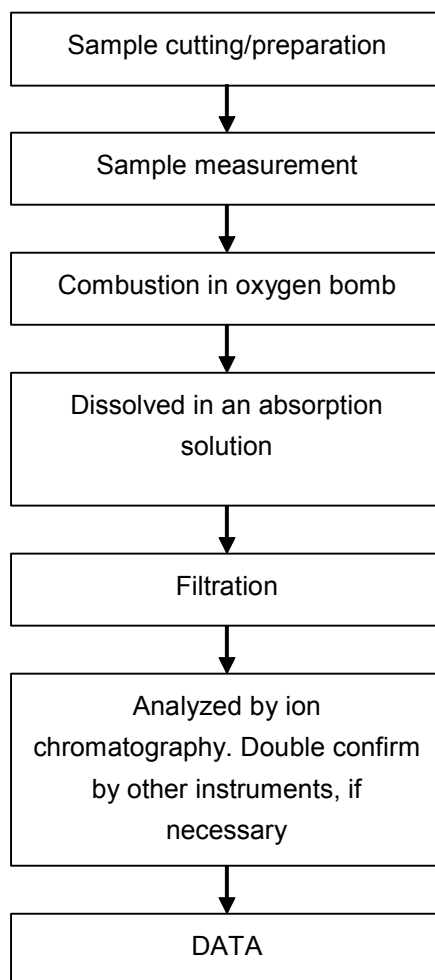 Sample cutting/preparation
Sample measurement
Combustion in oxygen bomb
Dissolved in an absorption
solution
Filtration
Analyzed by ion
chromatography. Double confirm
by other instruments, if
necessary
DATA